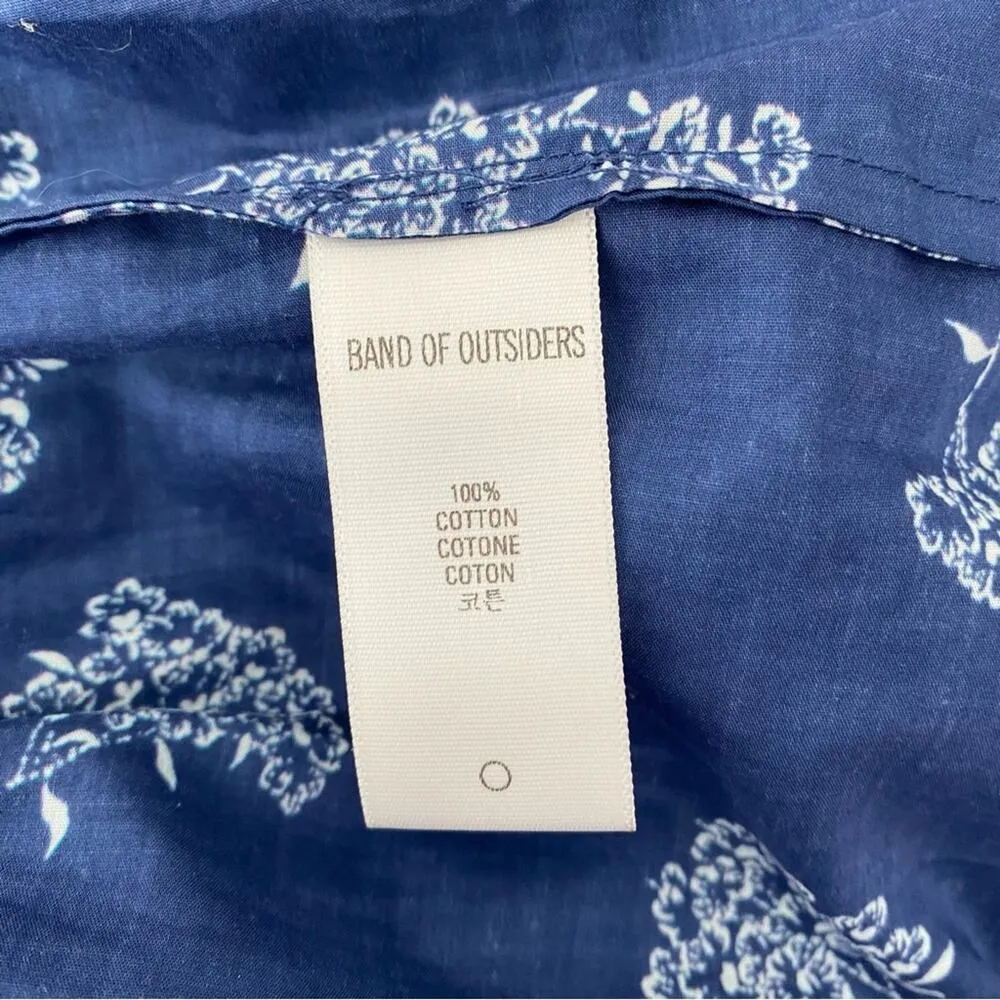 BAND OF OUTSIDERS
100%
COTTON
COTONE
COTON
코튼